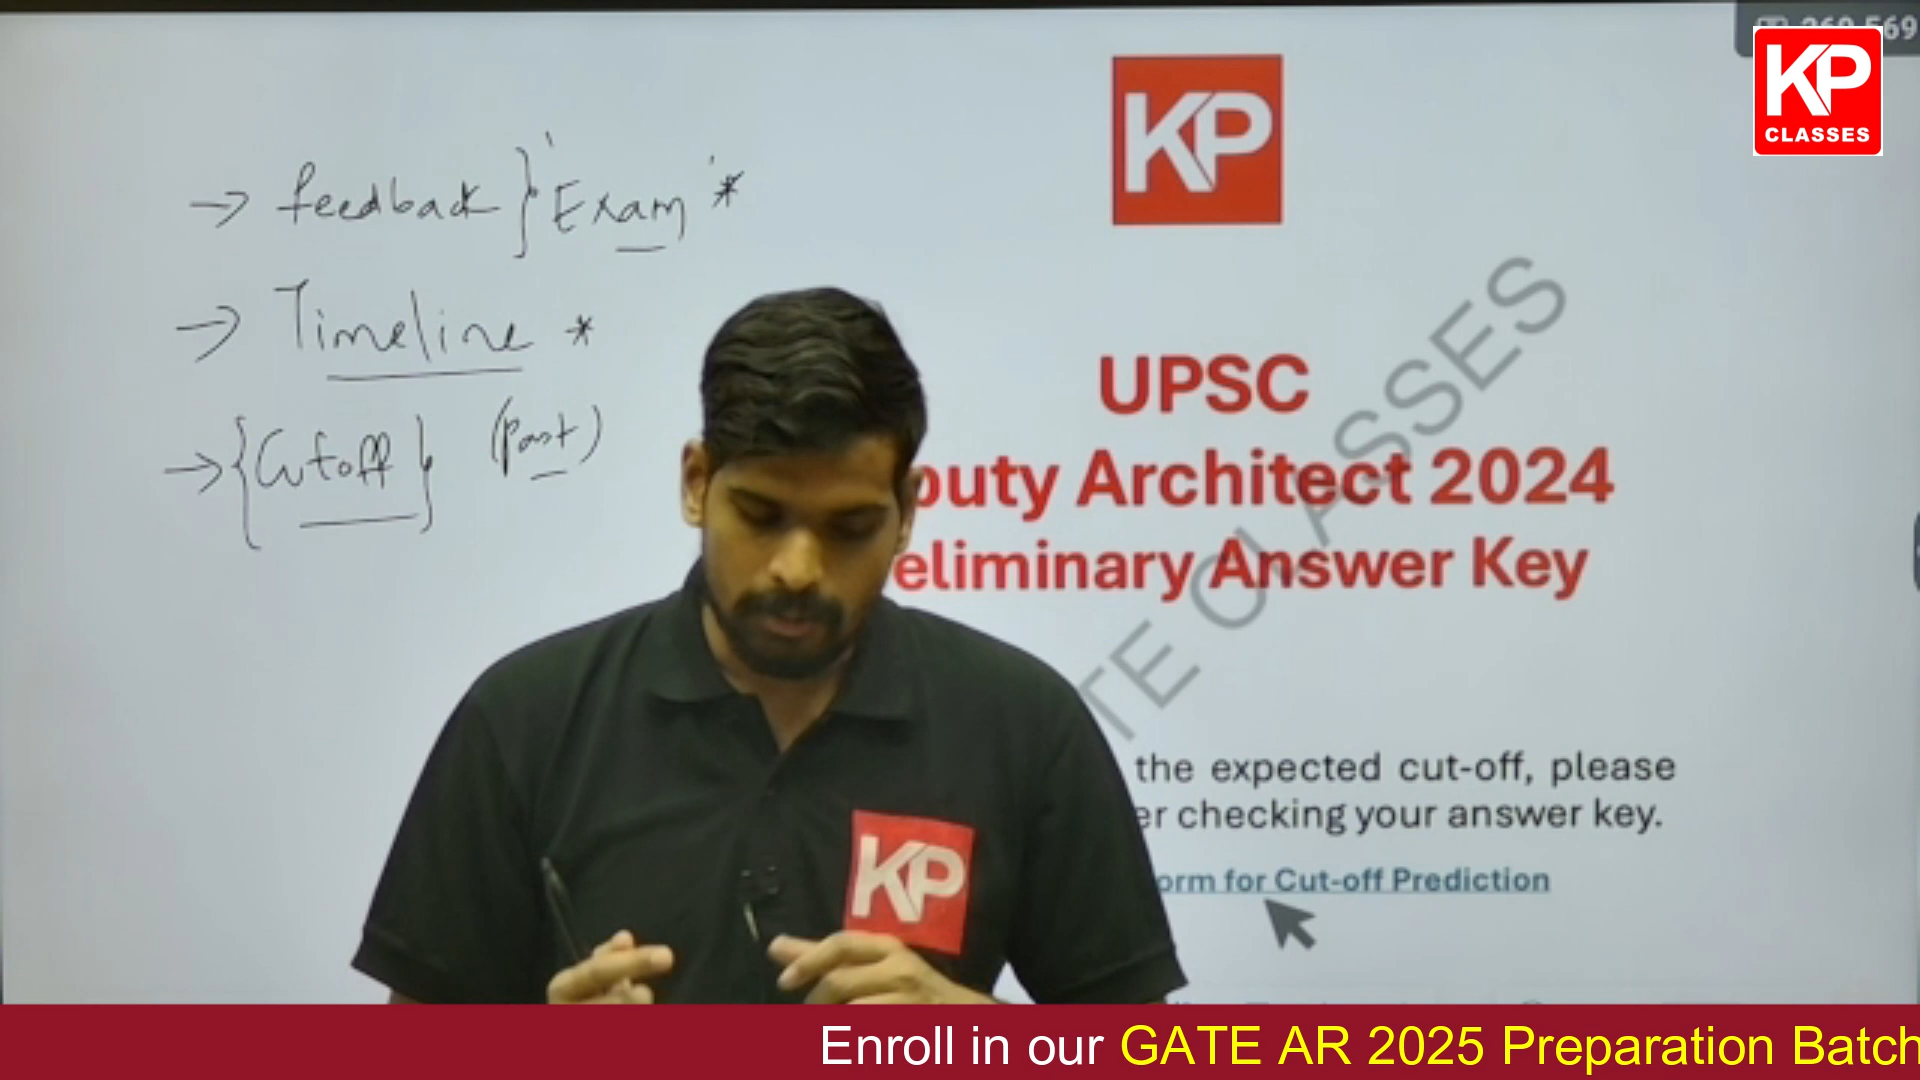 KP
CLASSES
KP
→ feedback } 'Exam' *
→ Timeline *
→ {Cutoff} (Past)
UPSC
puty Architect 2024
eliminary Answer Key
TE CLASSES
the expected cut-off, please
er checking your answer key.
orm for Cut-off Prediction
KP
Enroll in our GATE AR 2025 Preparation Batch